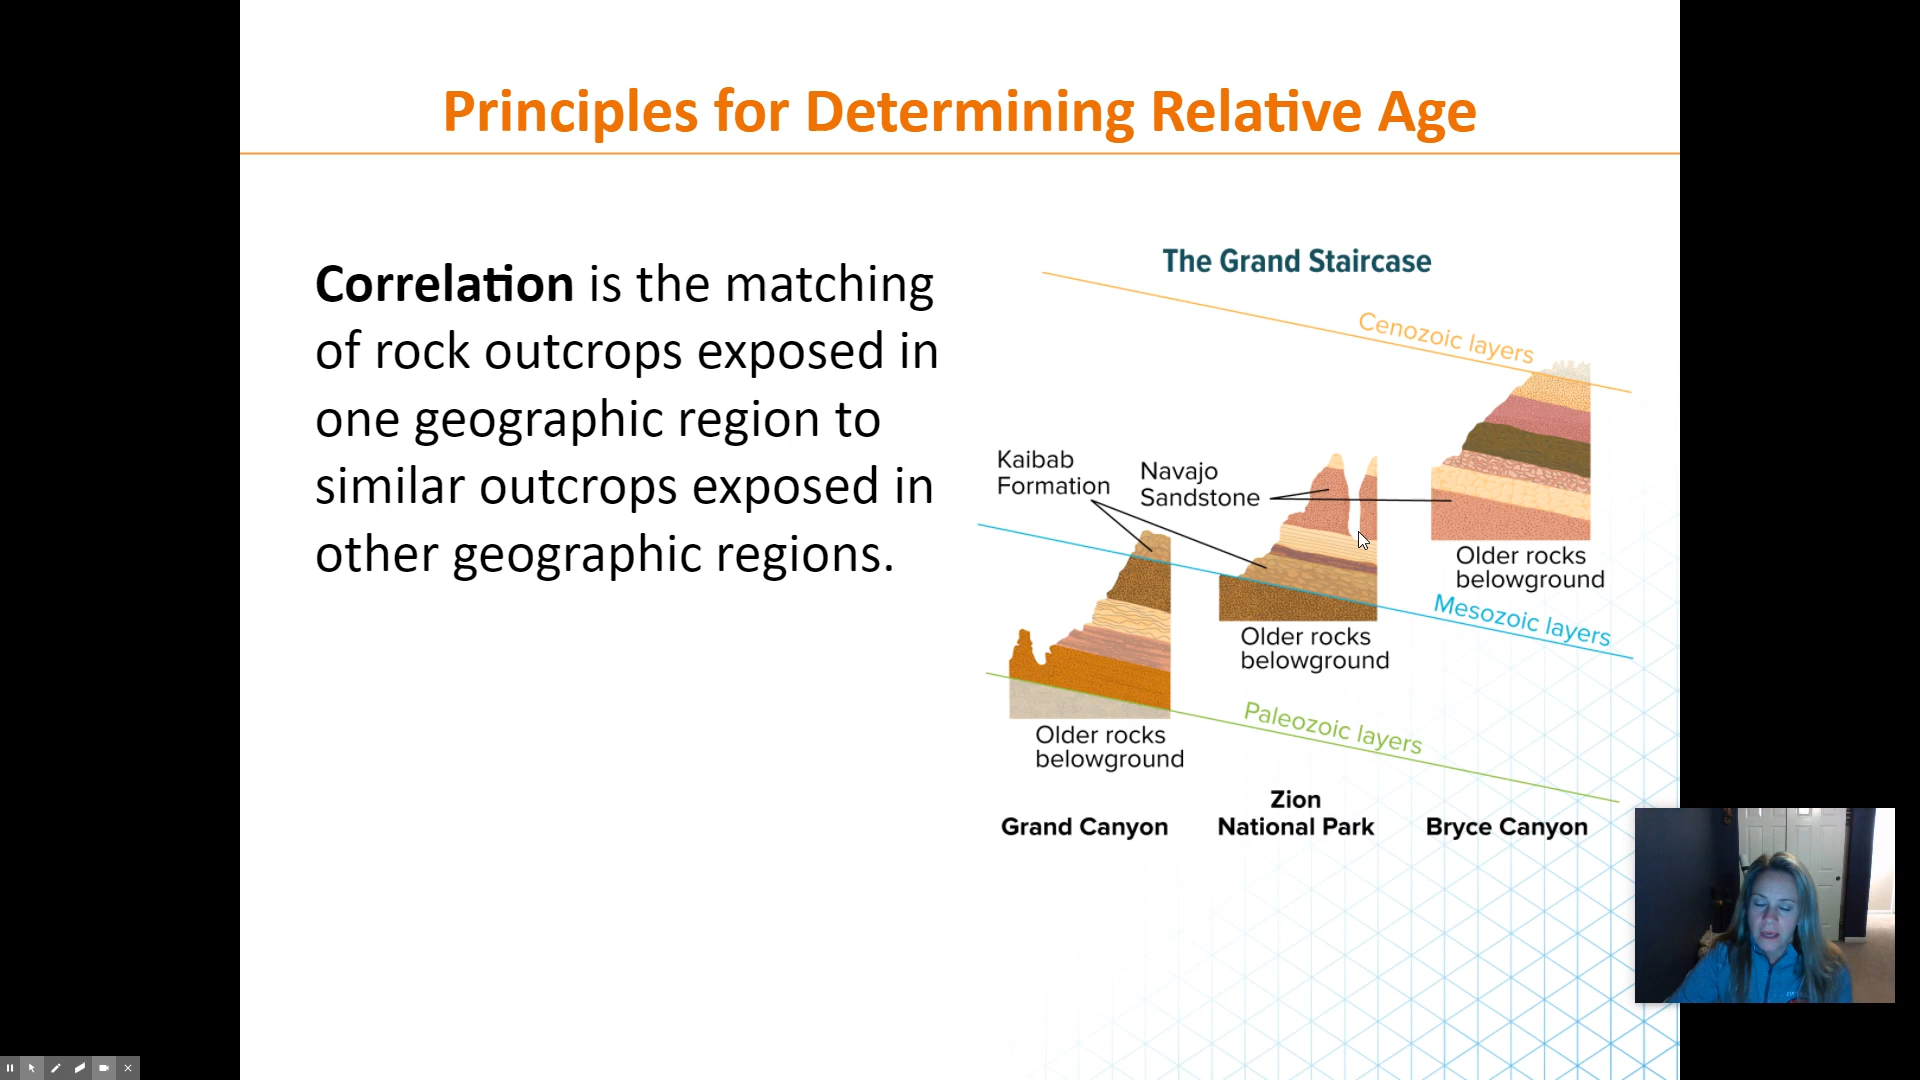 Principles for Determining Relative Age
Correlation is the matching
of rock outcrops exposed in
one geographic region to
similar outcrops exposed in
other geographic regions.
The Grand Staircase
Cenozoic layers
Kaibab
Formation
Navajo
Sandstone
Older rocks
belowground
Mesozoic layers
Older rocks
belowground
Paleozoic layers
Older rocks
belowground
Grand Canyon
Zion
National Park
Bryce Canyon